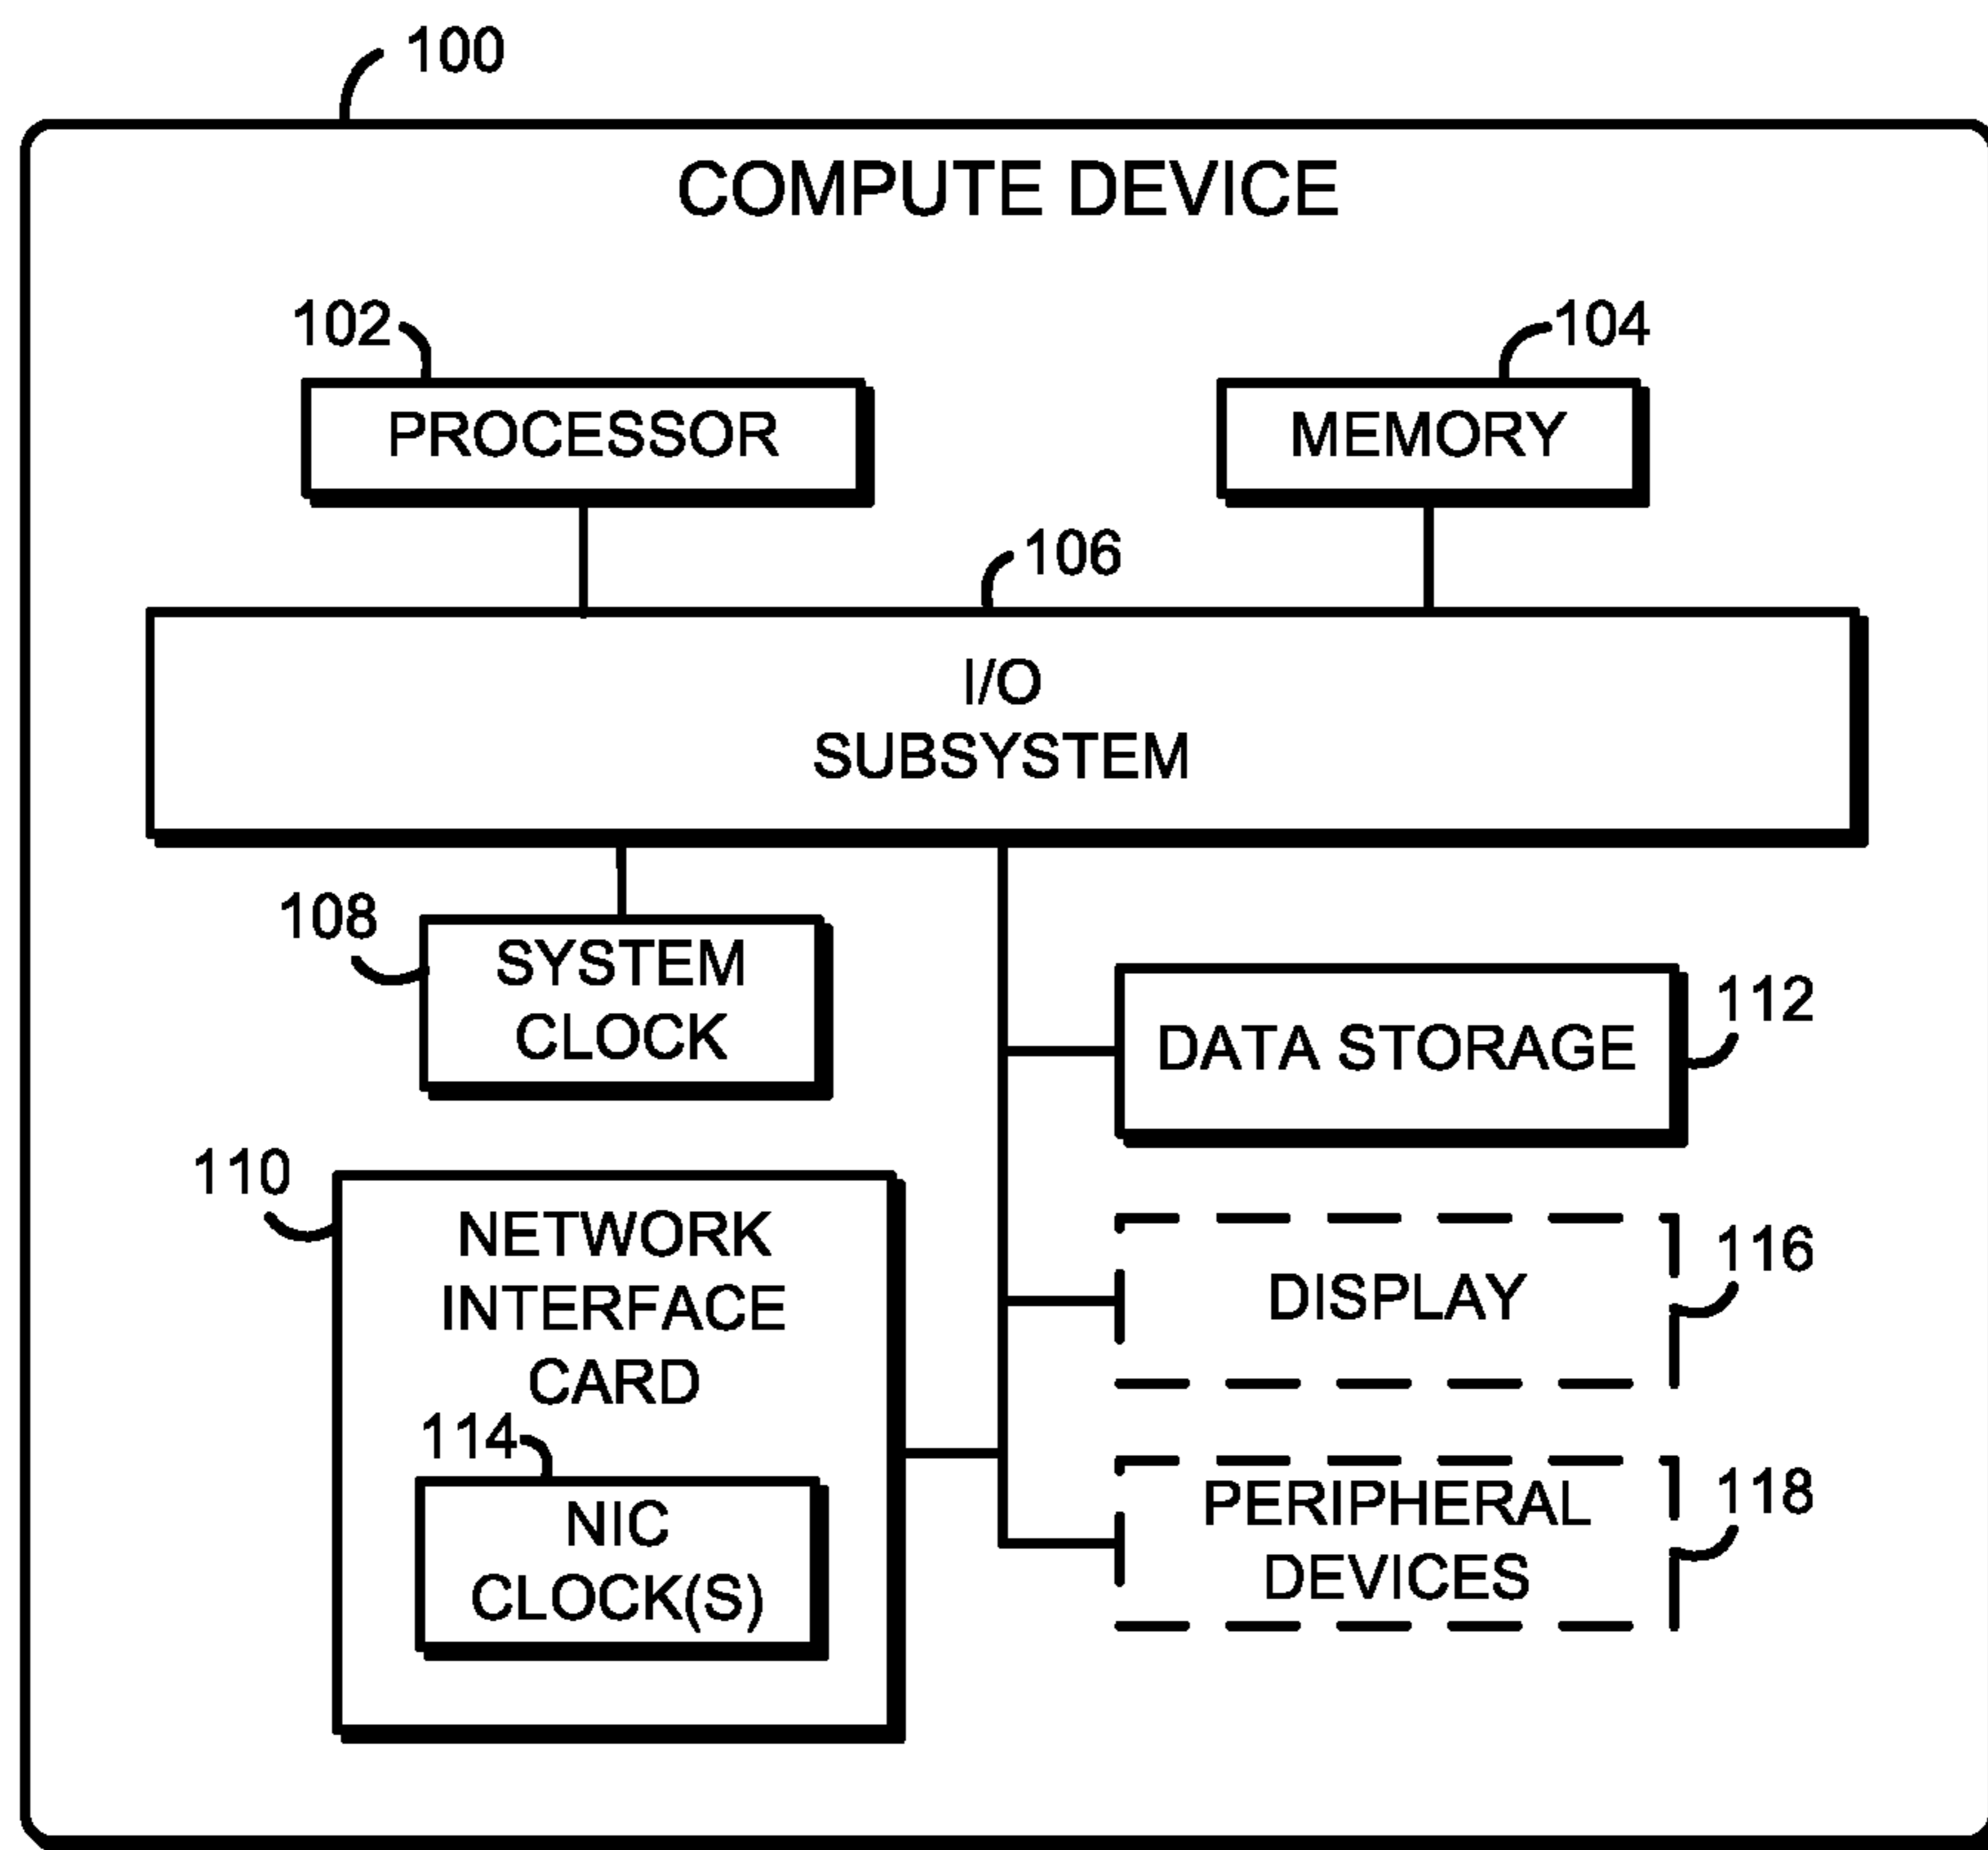 100
COMPUTE DEVICE
102
104
PROCESSOR
MEMORY
106
I/O
SUBSYSTEM
108
SYSTEM
CLOCK
112
DATA STORAGE
110
NETWORK
INTERFACE
CARD
116
DISPLAY
114
NIC
CLOCK(S)
118
PERIPHERAL
DEVICES